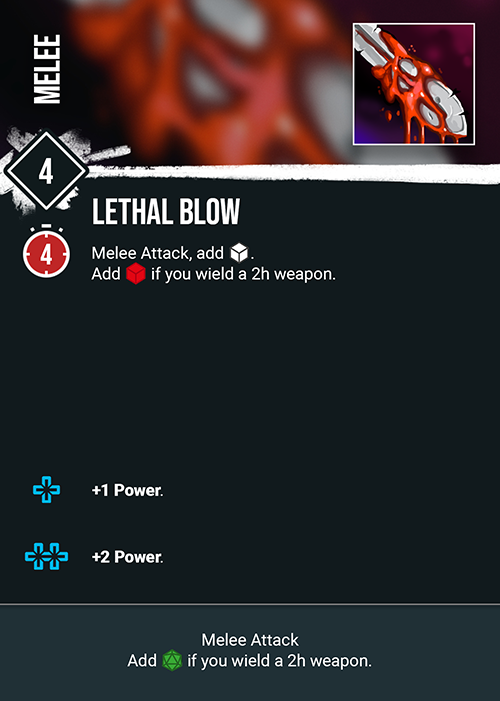 MELEE
4
LETHAL BLOW
4
Melee Attack, add .
Add if you wield a 2h weapon.
+1 Power.
+2 Power.
Melee Attack
Add if you wield a 2h weapon.